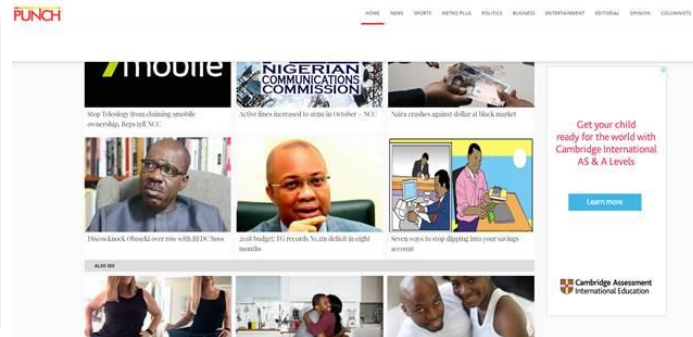 PUNCH
HOME NEWS SPORTS METRO PLUS POLITICS BUSINESS ENTERTAINMENT EDITORIAL OPINION COLUMNISTS
mobile
NIGERIAN
COMMUNICATIONS
COMMISSION
Stop Teleology from claiming 9mobile
ownership, Reps tell NCC
Active lines increased to in October – NCC
Naira crashes against dollar at black market
Get your child
ready for the world with
Cambridge International
AS & A Levels
Learn more
Discos knock Obaseki over row with BEDC boss
2018 budget: FG records deficit in eight
months
Seven ways to stop dipping into your savings
account
ALSO SEE
Cambridge Assessment
International Education